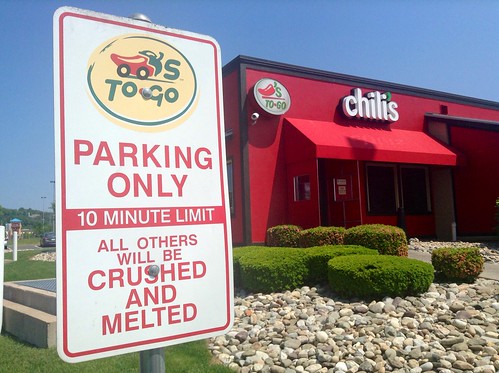 's
TO-GO
PARKING
ONLY
10 MINUTE LIMIT
ALL OTHERS
WILL BE
CRUSHED
AND
MELTED
's
TO-GO
chili's